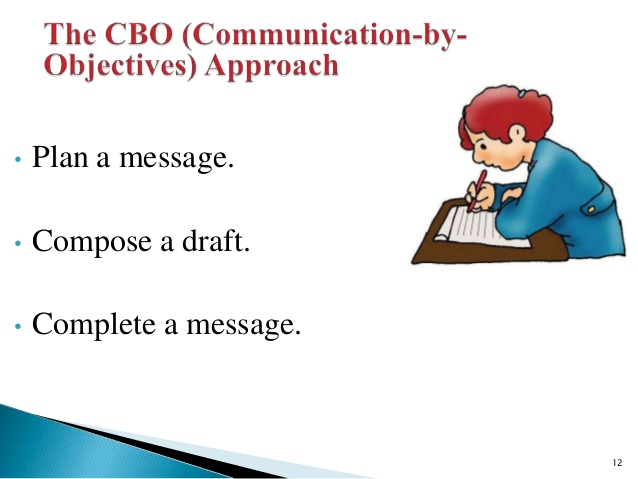 The CBO (Communication-by-
Objectives) Approach
• Plan a message.
• Compose a draft.
• Complete a message.
12